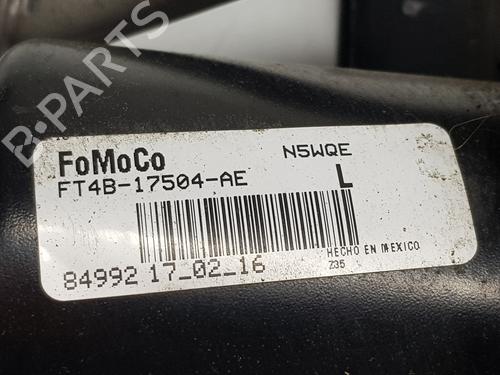 B-PARTS
FoMoCo N5WQE
FT4B-17504-AE L
84992 17_02_16 HECHO EN MEXICO
Z35